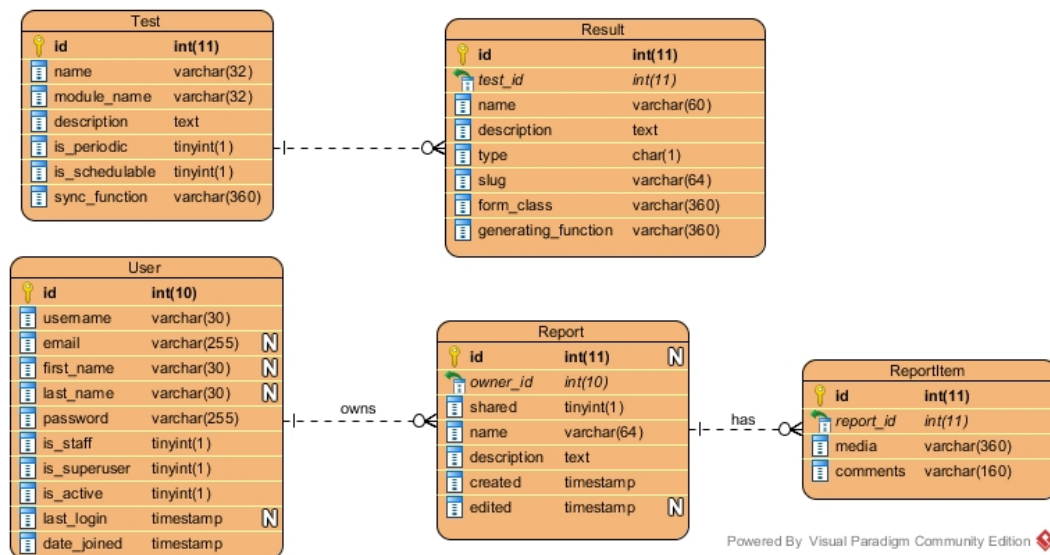 Test
id int(11)
name varchar(32)
module_name varchar(32)
description text
is_periodic tinyint(1)
is_schedulable tinyint(1)
sync_function varchar(360)
Result
id int(11)
test_id int(11)
name varchar(60)
description text
type char(1)
slug varchar(64)
form_class varchar(360)
generating_function varchar(360)
User
id int(10)
username varchar(30)
email varchar(255) N
first_name varchar(30) N
last_name varchar(30) N
password varchar(255)
is_staff tinyint(1)
is_superuser tinyint(1)
is_active tinyint(1)
last_login timestamp N
date_joined timestamp
owns
Report
id int(11) N
owner_id int(10)
shared tinyint(1)
name varchar(64)
description text
created timestamp
edited timestamp N
has
ReportItem
id int(11)
report_id int(11)
media varchar(360)
comments varchar(160)
Powered By Visual Paradigm Community Edition